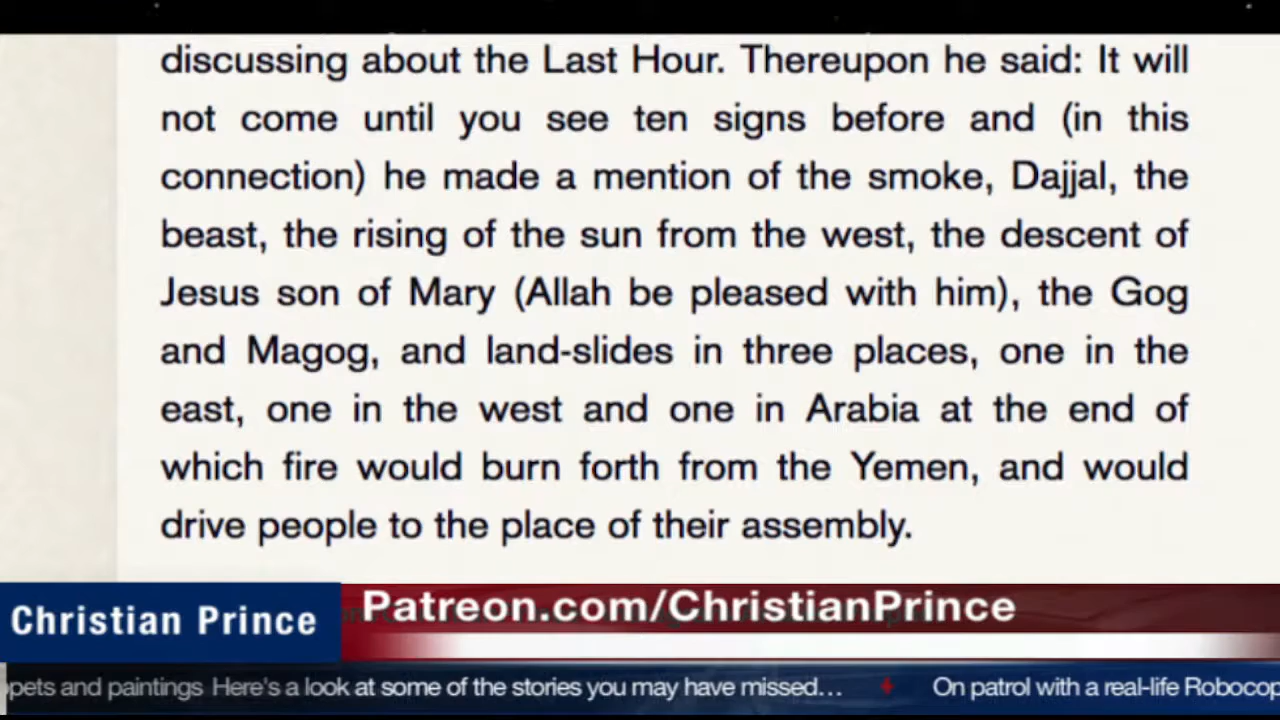 discussing about the Last Hour. Thereupon he said: It will
not come until you see ten signs before and (in this
connection) he made a mention of the smoke, Dajjal, the
beast, the rising of the sun from the west, the descent of
Jesus son of Mary (Allah be pleased with him), the Gog
and Magog, and land-slides in three places, one in the
east, one in the west and one in Arabia at the end of
which fire would burn forth from the Yemen, and would
drive people to the place of their assembly.
Christian Prince
Patreon.com/ChristianPrince
pets and paintings Here's a look at some of the stories you may have missed... On patrol with a real-life Robocop